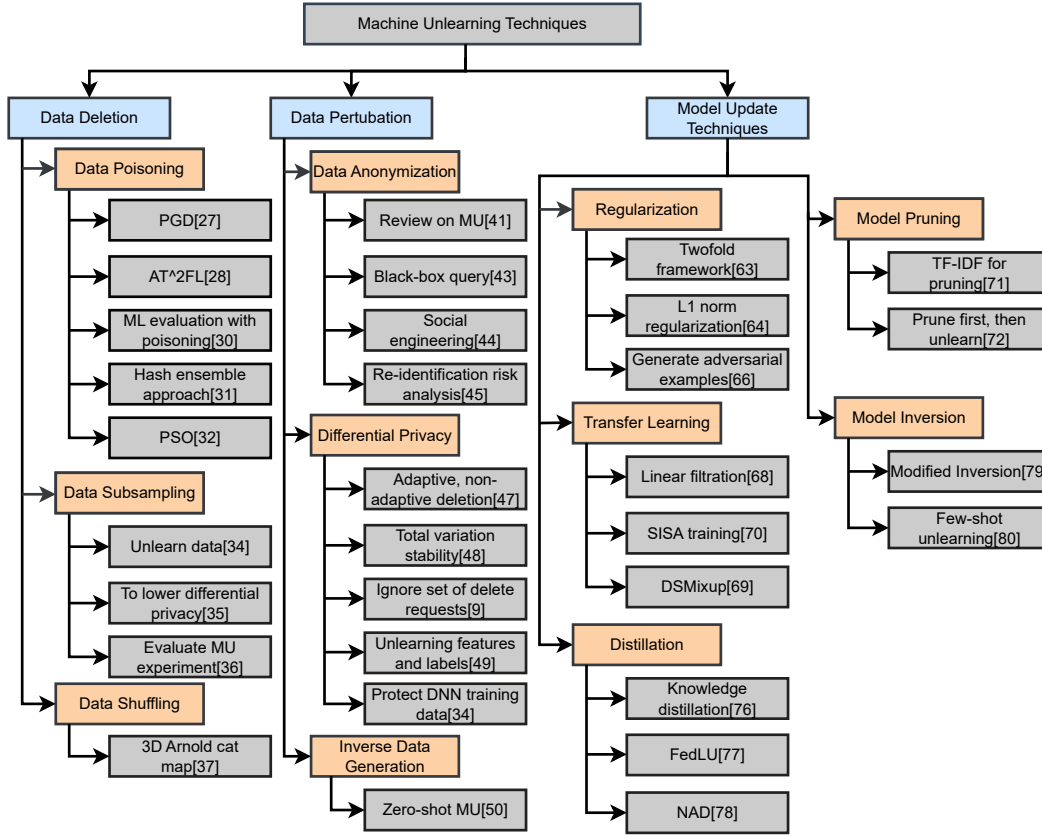 Machine Unlearning Techniques
Data Deletion
Data Poisoning
PGD[27]
AT^2FL[28]
ML evaluation with
poisoning[30]
Hash ensemble
approach[31]
PSO[32]
Data Subsampling
Unlearn data[34]
To lower differential
privacy[35]
Evaluate MU
experiment[36]
Data Shuffling
3D Arnold cat
map[37]
Data Pertubation
Data Anonymization
Review on MU[41]
Black-box query[43]
Social
engineering[44]
Re-identification risk
analysis[45]
Differential Privacy
Adaptive, non-
adaptive deletion[47]
Total variation
stability[48]
Ignore set of delete
requests[9]
Unlearning features
and labels[49]
Protect DNN training
data[34]
Inverse Data
Generation
Zero-shot MU[50]
Model Update
Techniques
Regularization
Twofold
framework[63]
L1 norm
regularization[64]
Generate adversarial
examples[66]
Transfer Learning
Linear filtration[68]
SISA training[70]
DSMixup[69]
Distillation
Knowledge
distillation[76]
FedLU[77]
NAD[78]
Model Pruning
TF-IDF for
pruning[71]
Prune first, then
unlearn[72]
Model Inversion
Modified Inversion[79]
Few-shot
unlearning[80]